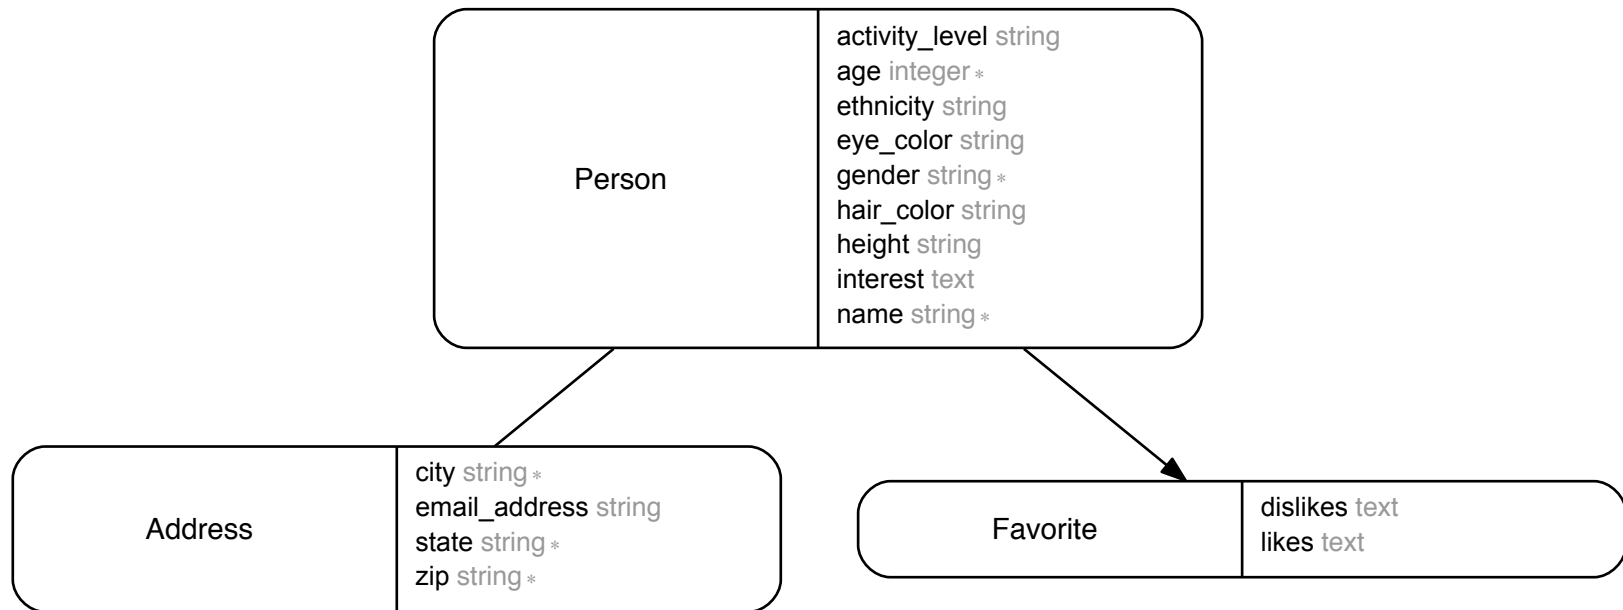 Person
activity_level string
age integer *
ethnicity string
eye_color string
gender string *
hair_color string
height string
interest text
name string *
Address
city string *
email_address string
state string *
zip string *
Favorite
dislikes text
likes text